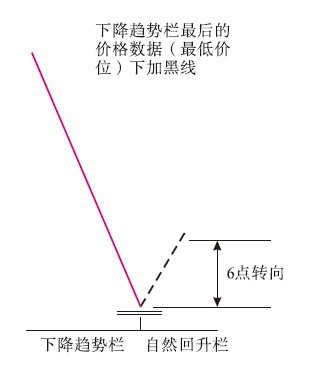 下降趋势栏最后的
价格数据（最低价
位）下加黑线
6点转向
下降趋势栏 自然回升栏